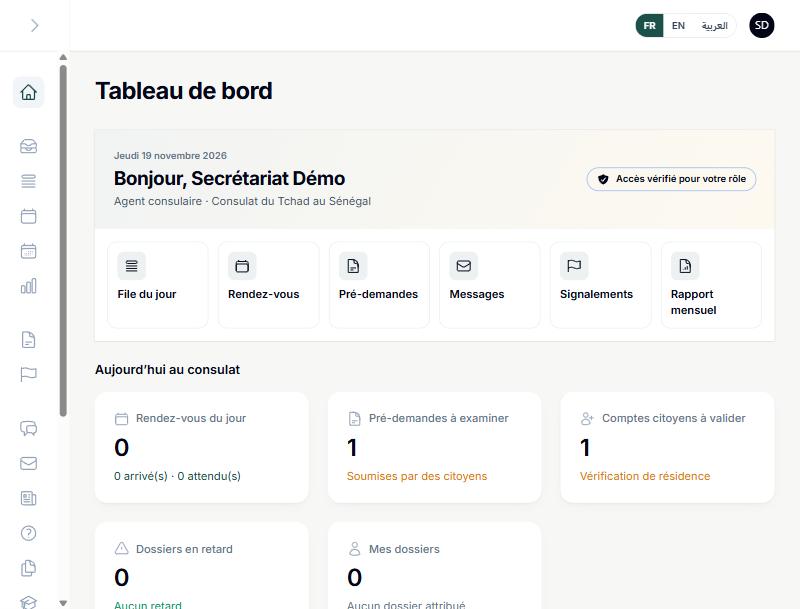 FR EN العربية SD
Tableau de bord
Jeudi 19 novembre 2026
Bonjour, Secrétariat Démo
Agent consulaire · Consulat du Tchad au Sénégal
Accès vérifié pour votre rôle
File du jour
Rendez-vous
Pré-demandes
Messages
Signalements
Rapport
mensuel
Aujourd’hui au consulat
Rendez-vous du jour
0
0 arrivé(s) · 0 attendu(s)
Pré-demandes à examiner
1
Soumises par des citoyens
Comptes citoyens à valider
1
Vérification de résidence
Dossiers en retard
0
Aucun retard
Mes dossiers
0
Aucun dossier attribué